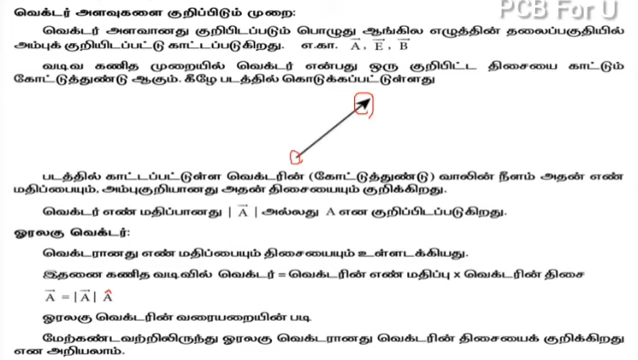 PCB For U
வெக்டர் அளவுகளை குறிப்பிடும் முறை:
வெக்டர் அளவானது குறிபிடப்படும் பொழுது ஆங்கில எழுத்தின் தலைப்பகுதியில்
அம்புக் குறியிடப்பட்டு காட்டப்படுகிறது. எ.கா. A⃗ , E⃗ , B⃗
வடிவ கணித முறையில் வெக்டர் என்பது ஒரு குறிபிட்ட திசையை காட்டும்
கோட்டுத்துண்டு ஆகும். கீழே படத்தில் கொடுக்கப்பட்டுள்ளது
படத்தில் காட்டப்பட்டுள்ள வெக்டரின் (கோட்டுத்துண்டு) வாலின் நீளம் அதன் எண்
மதிப்பையும், அம்புகுறியானது அதன் திசையையும் குறிக்கிறது.
வெக்டர் எண் மதிப்பானது | A⃗ | அல்லது A என குறிப்பிடப்படுகிறது.
ஓரலகு வெக்டர்:
வெக்டரானது எண் மதிப்பையும் திசையையும் உள்ளடக்கியது.
இதனை கணித வடிவில் வெக்டர் = வெக்டரின் எண் மதிப்பு x வெக்டரின் திசை
A⃗ = |A⃗| Â
ஓரலகு வெக்டரின் வரையறையின் படி
மேற்கண்டவற்றிலிருந்து ஓரலகு வெக்டரானது வெக்டரின் திசையைக் குறிக்கிறது
என அறியலாம்.